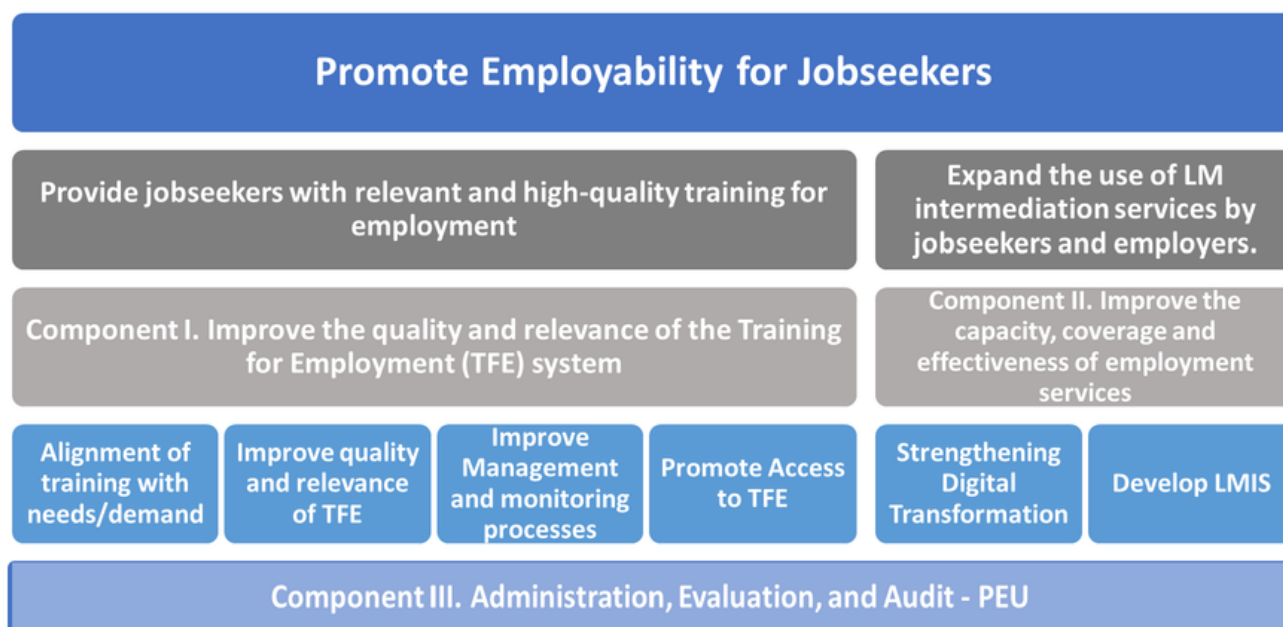 Promote Employability for Jobseekers
Provide jobseekers with relevant and high-quality training for
employment
Expand the use of LM
intermediation services by
jobseekers and employers.
Component I. Improve the quality and relevance of the Training
for Employment (TFE) system
Component II. Improve the
capacity, coverage and
effectiveness of employment
services
Alignment of
training with
needs/demand
Improve quality
and relevance
of TFE
Improve
Management
and monitoring
processes
Promote Access
to TFE
Strengthening
Digital
Transformation
Develop LMIS
Component III. Administration, Evaluation, and Audit - PEU